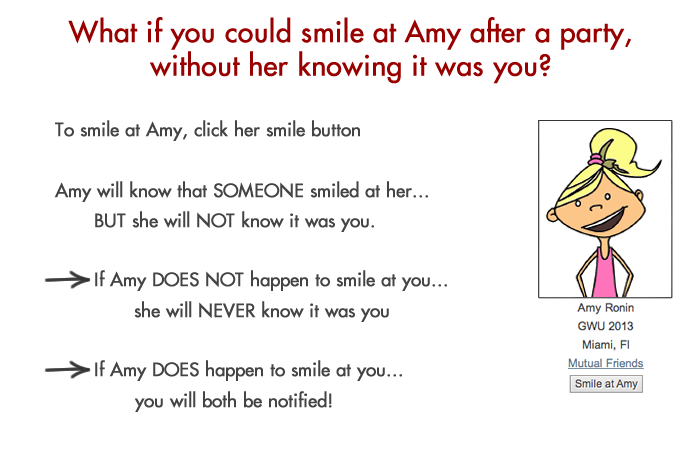 What if you could smile at Amy after a party,
without her knowing it was you?
To smile at Amy, click her smile button
Amy will know that SOMEONE smiled at her...
BUT she will NOT know it was you.
If Amy DOES NOT happen to smile at you...
she will NEVER know it was you
If Amy DOES happen to smile at you...
you will both be notified!
Amy Ronin
GWU 2013
Miami, Fl
Mutual Friends
Smile at Amy